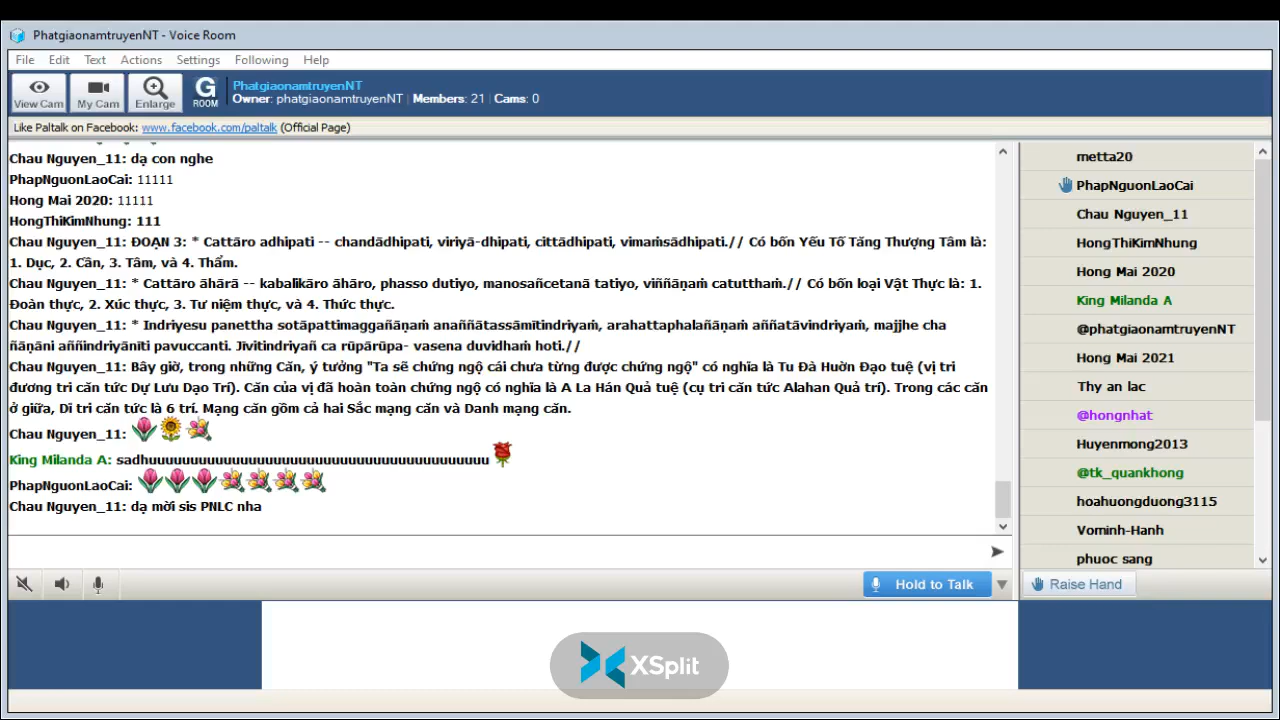 PhatgiaonamtruyenNT - Voice Room
File Edit Text Actions Settings Following Help
View Cam My Cam Enlarge G ROOM
PhatgiaonamtruyenNT
Owner: phatgiaonamtruyenNT | Members: 21 | Cams: 0
Like Paltalk on Facebook: www.facebook.com/paltalk (Official Page)
Chau Nguyen_11: dạ con nghe
PhapNguonLaoCai: 11111
Hong Mai 2020: 11111
HongThiKimNhung: 111
Chau Nguyen_11: ĐOẠN 3: * Cattāro adhipati -- chandādhipati, viriyā-dhipati, cittādhipati, vimaṁsādhipati.// Có bốn Yếu Tố Tăng Thượng Tâm là:
1. Dục, 2. Cần, 3. Tâm, và 4. Thẩm.
Chau Nguyen_11: * Cattāro āhārā -- kabalikāro āhāro, phasso dutiyo, manosañcetanā tatiyo, viññāṇaṁ catutthaṁ.// Có bốn loại Vật Thực là: 1.
Đoàn thực, 2. Xúc thực, 3. Tư niệm thực, và 4. Thức thực.
Chau Nguyen_11: * Indriyesu panettha sotāpattimaggañāṇaṁ anaññātassāmītindriyaṁ, arahattaphalañāṇaṁ aññatāvindriyaṁ, majjhe cha
ñāṇāni aññindriyānīti pavuccanti. Jīvitindriyañ ca rūpārūpa- vasena duvidhaṁ hoti.//
Chau Nguyen_11: Bây giờ, trong những Căn, ý tưởng "Ta sẽ chứng ngộ cái chưa từng được chứng ngộ" có nghĩa là Tu Đà Huờn Đạo tuệ (vị tri
đương tri căn tức Dự Lưu Dạo Trí). Căn của vị đã hoàn toàn chứng ngộ có nghĩa là A La Hán Quả tuệ (cụ tri căn tức Alahan Quả trí). Trong các căn
ở giữa, Dĩ tri căn tức là 6 trí. Mạng căn gồm cả hai Sắc mạng căn và Danh mạng căn.
Chau Nguyen_11:
King Milanda A: sadhuuuuuuuuuuuuuuuuuuuuuuuuuuuuuuuuuuuuuuuuu
PhapNguonLaoCai:
Chau Nguyen_11: dạ mời sis PNLC nha
metta20
PhapNguonLaoCai
Chau Nguyen_11
HongThiKimNhung
Hong Mai 2020
King Milanda A
@phatgiaonamtruyenNT
Hong Mai 2021
Thy an lac
@hongnhat
Huyenmong2013
@tk_quankhong
hoahuongduong3115
Vominh-Hanh
phuoc sang
Hold to Talk
Raise Hand
XSplit